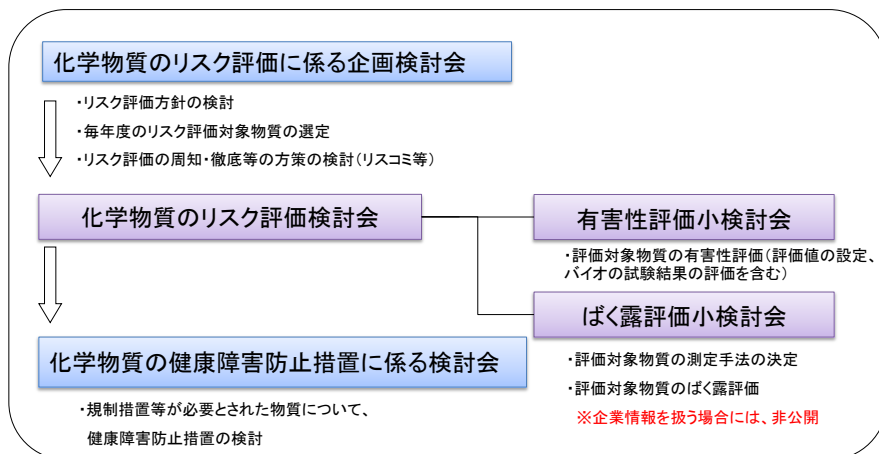 化学物質のリスク評価に係る企画検討会
・リスク評価方針の検討
・毎年度のリスク評価対象物質の選定
・リスク評価の周知・徹底等の方策の検討(リスコミ等)
化学物質のリスク評価検討会
有害性評価小検討会
・評価対象物質の有害性評価(評価値の設定、
バイオの試験結果の評価を含む)
ばく露評価小検討会
・評価対象物質の測定手法の決定
・評価対象物質のばく露評価
※企業情報を扱う場合には、非公開
化学物質の健康障害防止措置に係る検討会
・規制措置等が必要とされた物質について、
健康障害防止措置の検討